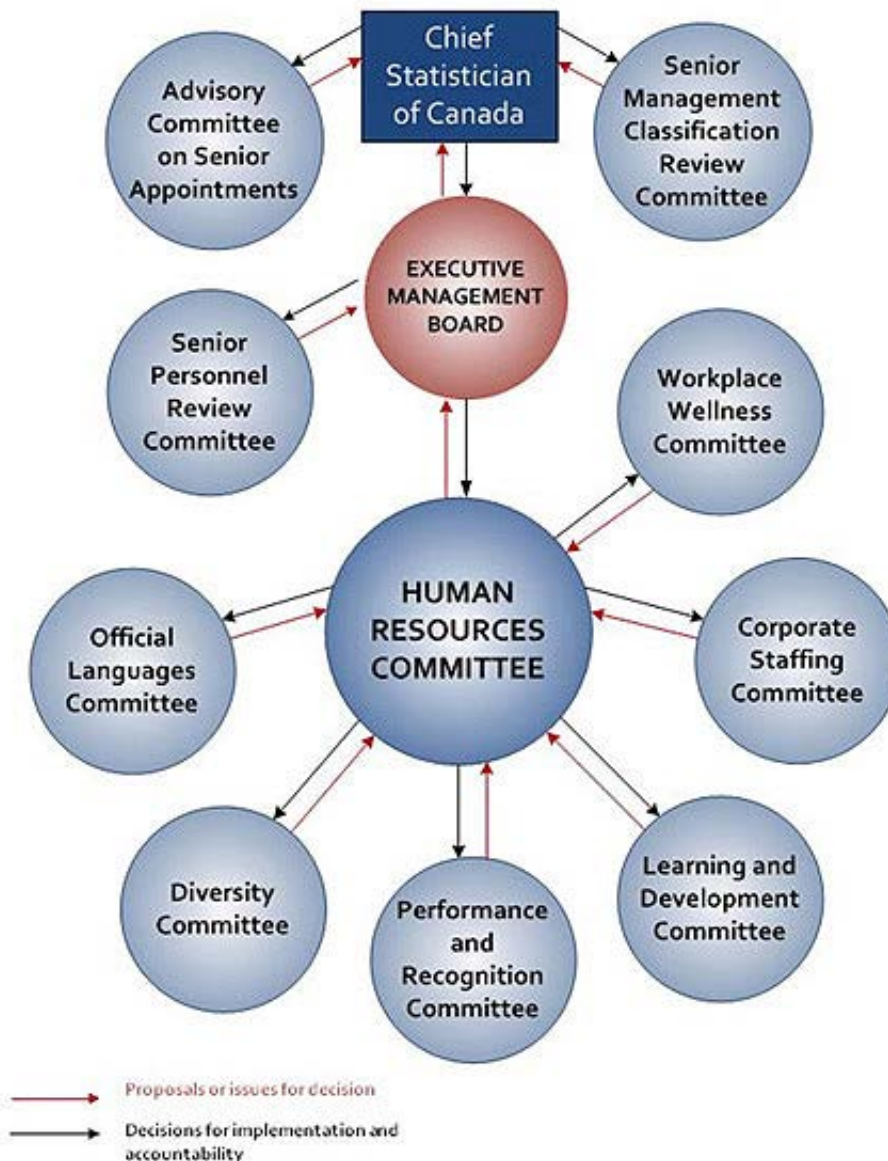 Chief
Statistician
of Canada
Advisory
Committee
on Senior
Appointments
Senior
Management
Classification
Review
Committee
EXECUTIVE
MANAGEMENT
BOARD
Senior
Personnel
Review
Committee
Workplace
Wellness
Committee
HUMAN
RESOURCES
COMMITTEE
Official
Languages
Committee
Corporate
Staffing
Committee
Diversity
Committee
Performance
and
Recognition
Committee
Learning and
Development
Committee
Proposals or issues for decision
Decisions for implementation and
accountability